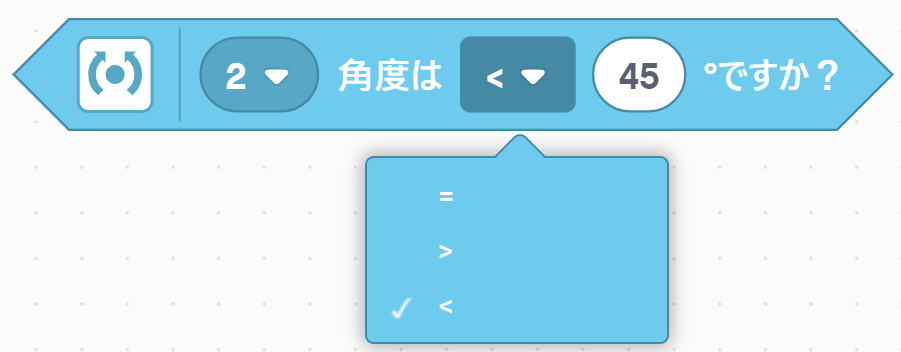 2 角度は < 45 °ですか？
=
>
✓ <